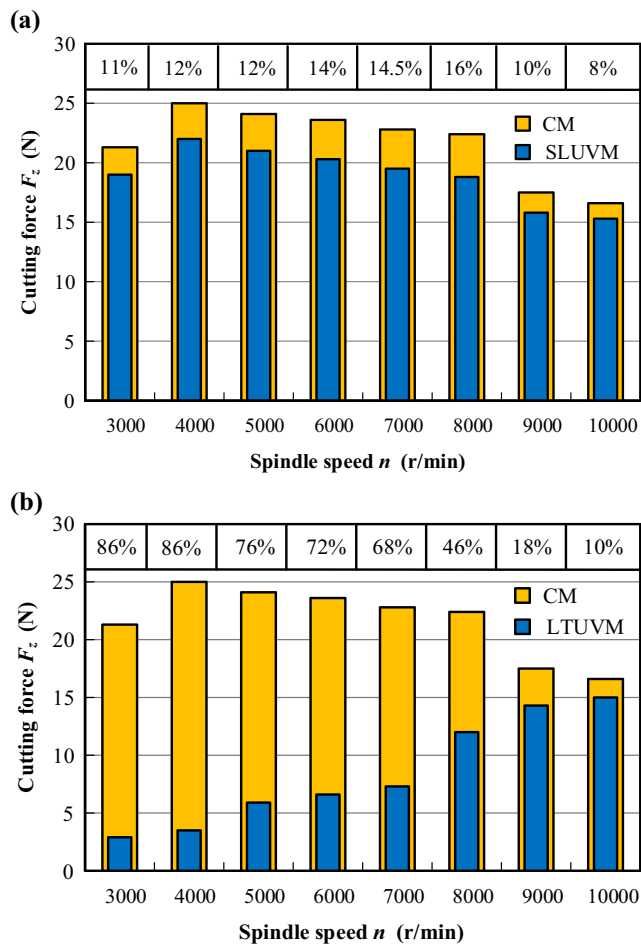 (a)
30
25
20
15
10
5
0
Cutting force F_z (N)
11% 12% 12% 14% 14.5% 16% 10% 8%
CM
SLUVM
3000 4000 5000 6000 7000 8000 9000 10000
Spindle speed n (r/min)
(b)
30
25
20
15
10
5
0
Cutting force F_z (N)
86% 86% 76% 72% 68% 46% 18% 10%
CM
LTUVM
3000 4000 5000 6000 7000 8000 9000 10000
Spindle speed n (r/min)